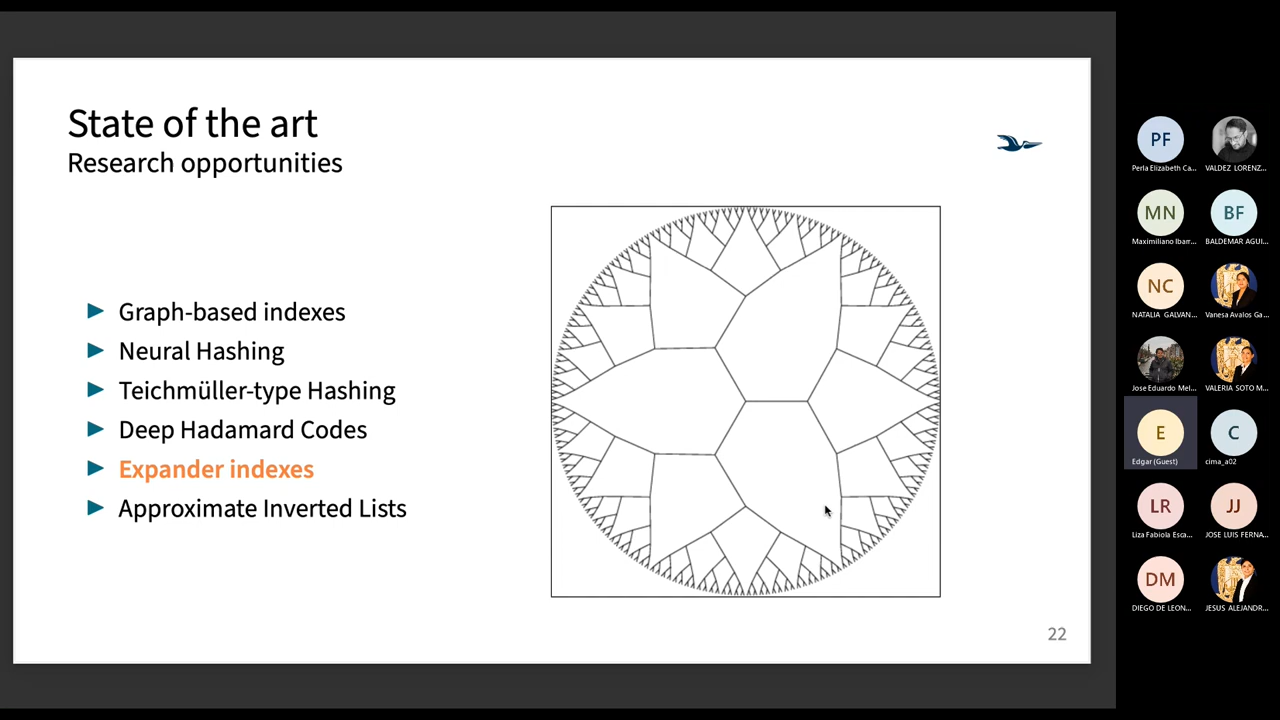 State of the art
Research opportunities
Graph-based indexes
Neural Hashing
Teichmüller-type Hashing
Deep Hadamard Codes
Expander indexes
Approximate Inverted Lists
22
PF
Perla Elizabeth Ca...
VALDEZ LORENZ...
MN
Maximiliano Ibarr...
BF
BALDEMAR AGUI...
NC
NATALIA GALVAN...
Vanesa Avalos Ga...
Jose Eduardo Mel...
VALERIA SOTO M...
E
Edgar (Guest)
C
cima_a02
LR
Liza Fabiola Esca...
JJ
JOSE LUIS FERNA...
DM
DIEGO DE LEON...
JESUS ALEJANDR...